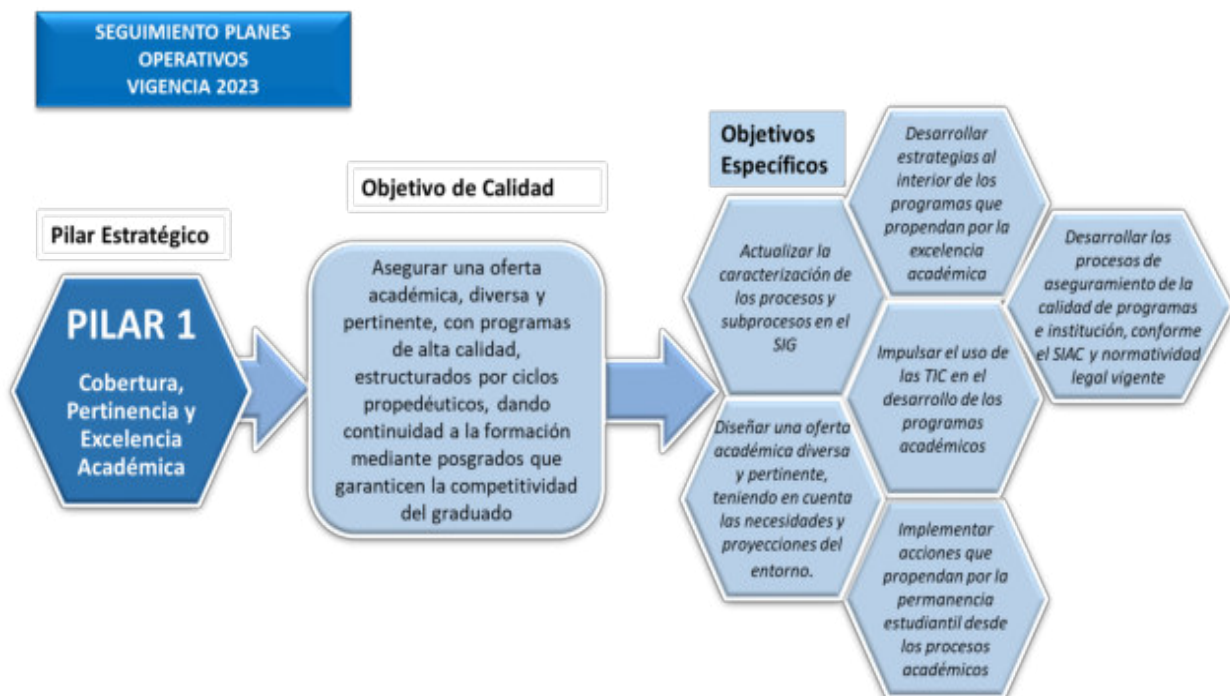 SEGUIMIENTO PLANES
OPERATIVOS
VIGENCIA 2023
Pilar Estratégico
PILAR 1
Cobertura,
Pertinencia y
Excelencia
Académica
Objetivo de Calidad
Asegurar una oferta
académica, diversa y
pertinente, con programas
de alta calidad,
estructurados por ciclos
propedéuticos, dando
continuidad a la formación
mediante posgrados que
garanticen la competitividad
del graduado
Objetivos
Específicos
Actualizar la
caracterización de
los procesos y
subprocesos en el
SIG
Desarrollar
estrategias al
interior de los
programas que
propendan por la
excelencia
académica
Desarrollar los
procesos de
aseguramiento de la
calidad de programas
e institución, conforme
el SIAC y normatividad
legal vigente
Impulsar el uso de
las TIC en el
desarrollo de los
programas
académicos
Diseñar una oferta
académica diversa
y pertinente,
teniendo en cuenta
las necesidades y
proyecciones del
entorno.
Implementar
acciones que
propendan por la
permanencia
estudiantil desde
los procesos
académicos